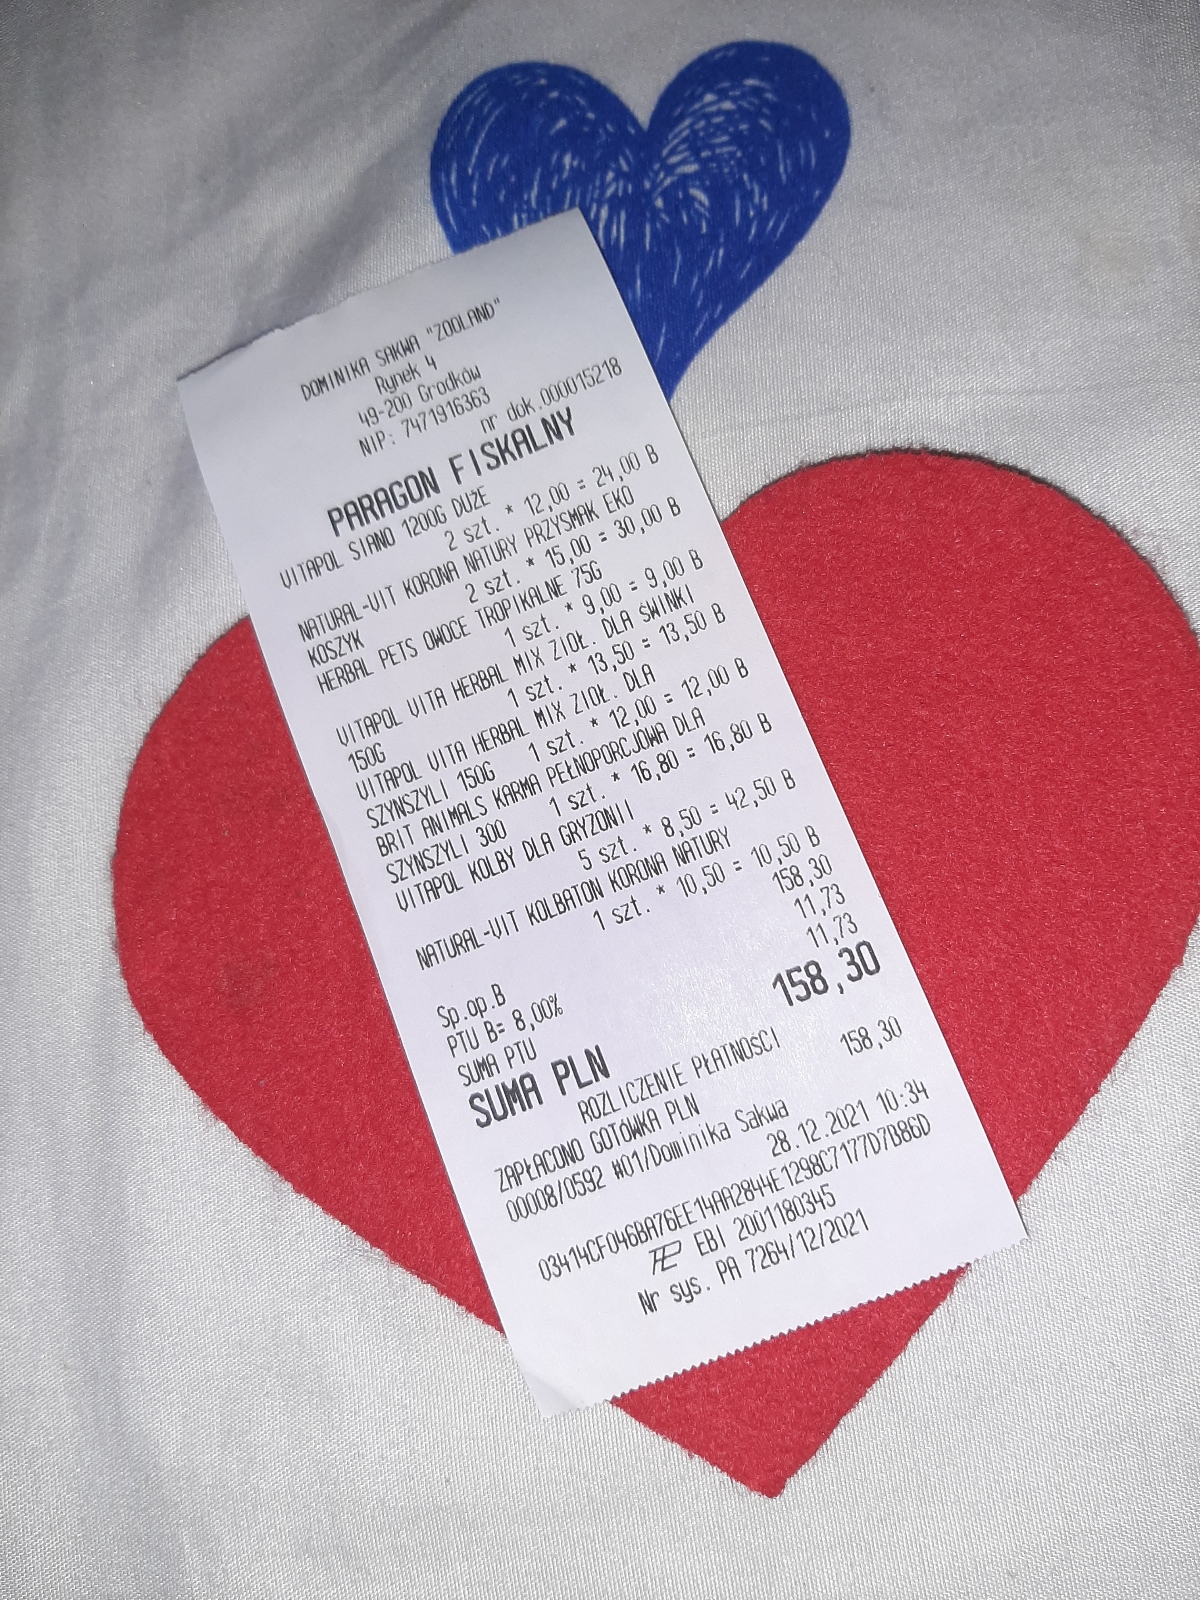 DOMINIKA SAKWA "ZOOLAND"
Rynek 4
49-200 Grodków
NIP: 7471916363
nr dok.000015218
PARAGON FISKALNY
VITAPOL SIANO 1200G DUŻE
2 szt. * 12,00 = 24,00 B
NATURAL-VIT KORONA NATURY PRZYSMAK EKO
KOSZYK 2 szt. * 15,00 = 30,00 B
HERBAL PETS OWOCE TROPIKALNE 75G
1 szt. * 9,00 = 9,00 B
VITAPOL VITA HERBAL MIX ZIOŁ. DLA ŚWINKI
150G 1 szt. * 13,50 = 13,50 B
VITAPOL VITA HERBAL MIX ZIOŁ. DLA
SZYNSZYLI 150G 1 szt. * 12,00 = 12,00 B
BRIT ANIMALS KARMA PEŁNOPORCJOWA DLA
SZYNSZYLI 300 1 szt. * 16,80 = 16,80 B
VITAPOL KOLBY DLA GRYZONII
5 szt. * 8,50 = 42,50 B
NATURAL-VIT KOLBATON KORONA NATURY
1 szt. * 10,50 = 10,50 B
Sp.op.B 158,30
PTU B= 8,00% 11,73
SUMA PTU 11,73
SUMA PLN 158,30
ROZLICZENIE PŁATNOŚCI
ZAPŁACONO GOTÓWKA PLN 158,30
00008/0592 #01/Dominika Sakwa
28.12.2021 10:34
03414CF046BA76EE14AA2844E1298C7177D7B86D
EBI 2001180345
Nr sys. PA 7264/12/2021